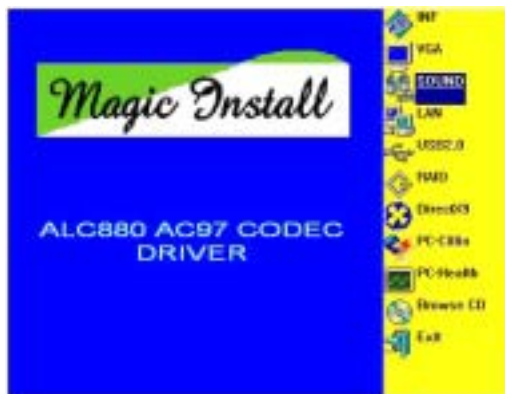 Magic Install
ALC880 AC97 CODEC
DRIVER
INF
VGA
SOUND
LAN
USB2.0
RAID
DirectX9
PC-Cillin
PC-Health
Browse CD
Exit